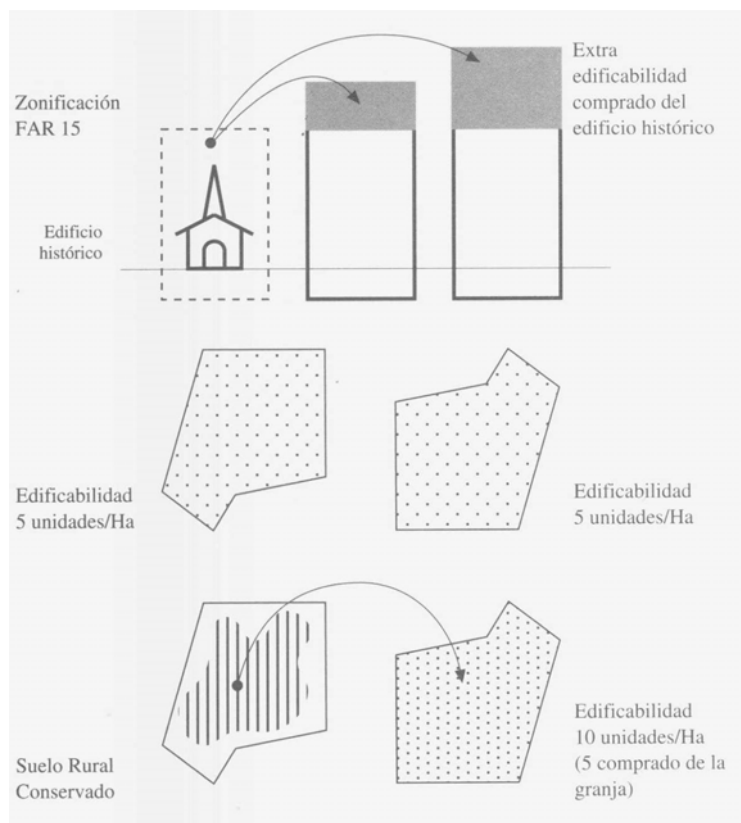 Extra
edificabilidad
comprado del
edificio histórico
Zonificación
FAR 15
Edificio
histórico
Edificabilidad
5 unidades/Ha
Edificabilidad
5 unidades/Ha
Suelo Rural
Conservado
Edificabilidad
10 unidades/Ha
(5 comprado de la
granja)